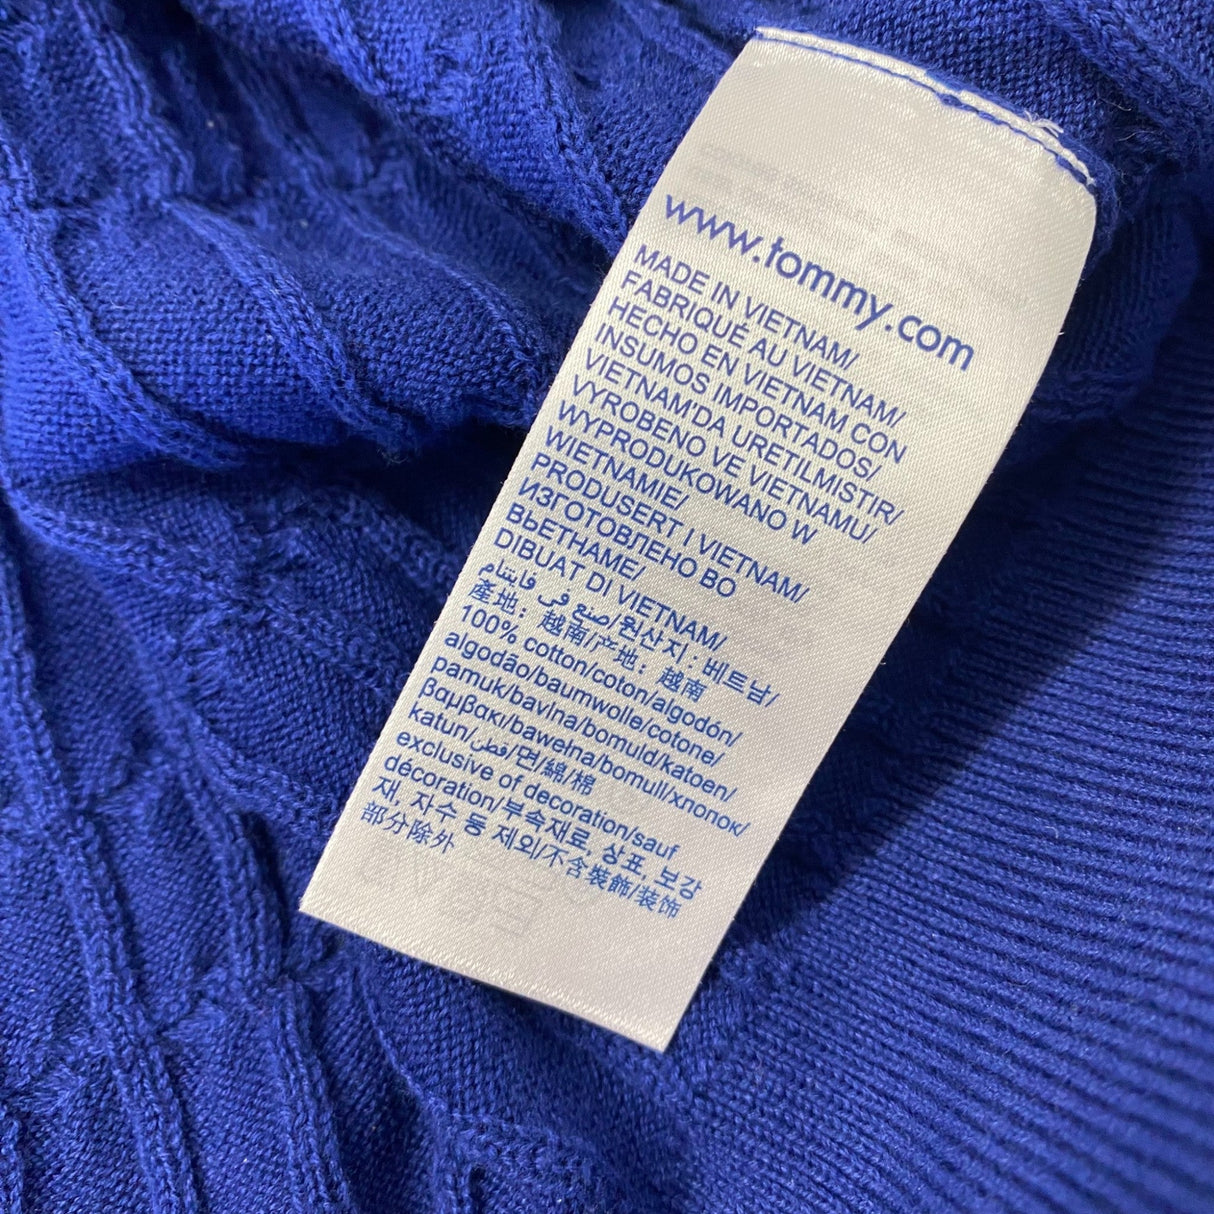 www.tommy.com
MADE IN VIETNAM/
FABRIQUÉ AU VIETNAM/
HECHO EN VIETNAM CON
INSUMOS IMPORTADOS/
VIETNAM'DA URETILMISTIR/
VYROBENO VE VIETNAMU/
WYPRODUKOWANO W
WIETNAMIE/
PRODUSERT I VIETNAM/
ИЗГОТОВЛЕНО ВО
ВЬЕТНАМЕ/
DIBUAT DI VIETNAM/
صنع في فايتنام/원산지 : 베트남/
產地：越南/产地：越南
100% cotton/coton/algodón/
algodão/baumwolle/cotone/
pamuk/bavlna/bomuld/katoen/
βαμβακι/bawełna/bomull/хлопок/
katun/قطن/면/綿/棉
exclusive of decoration/sauf
décoration/부속재료, 상표, 보강
재, 자수 등 제외/不含裝飾/装饰
部分除外